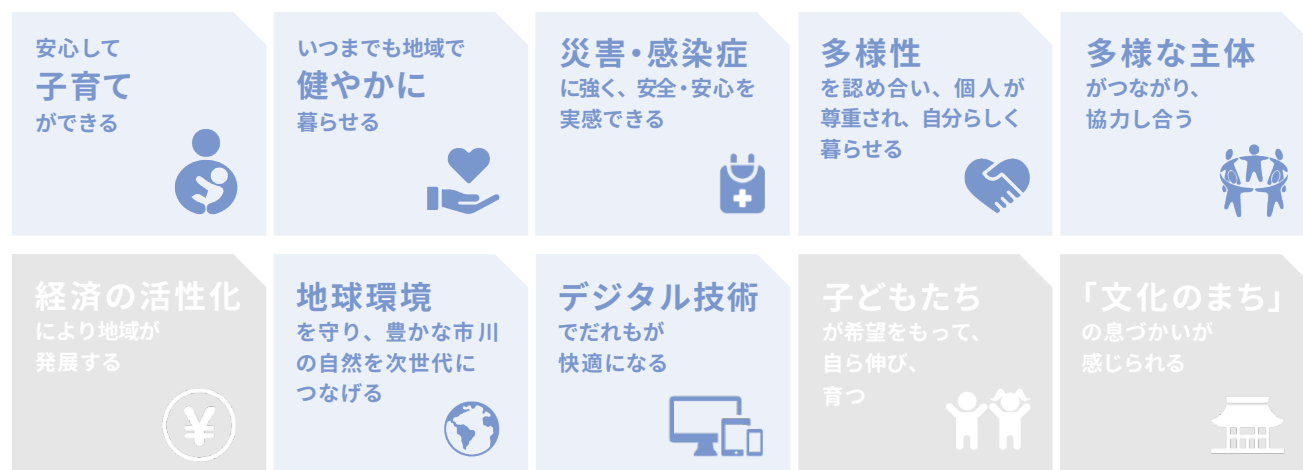 安心して
子育て
ができる
いつまでも地域で
健やかに
暮らせる
災害・感染症
に強く、安全・安心を
実感できる
多様性
を認め合い、個人が
尊重され、自分らしく
暮らせる
多様な主体
がつながり、
協力し合う
経済の活性化
により地域が
発展する
地球環境
を守り、豊かな市川
の自然を次世代に
つなげる
デジタル技術
でだれもが
快適になる
子どもたち
が希望をもって、
自ら伸び、
育つ
「文化のまち」
の息づかいが
感じられる
¥